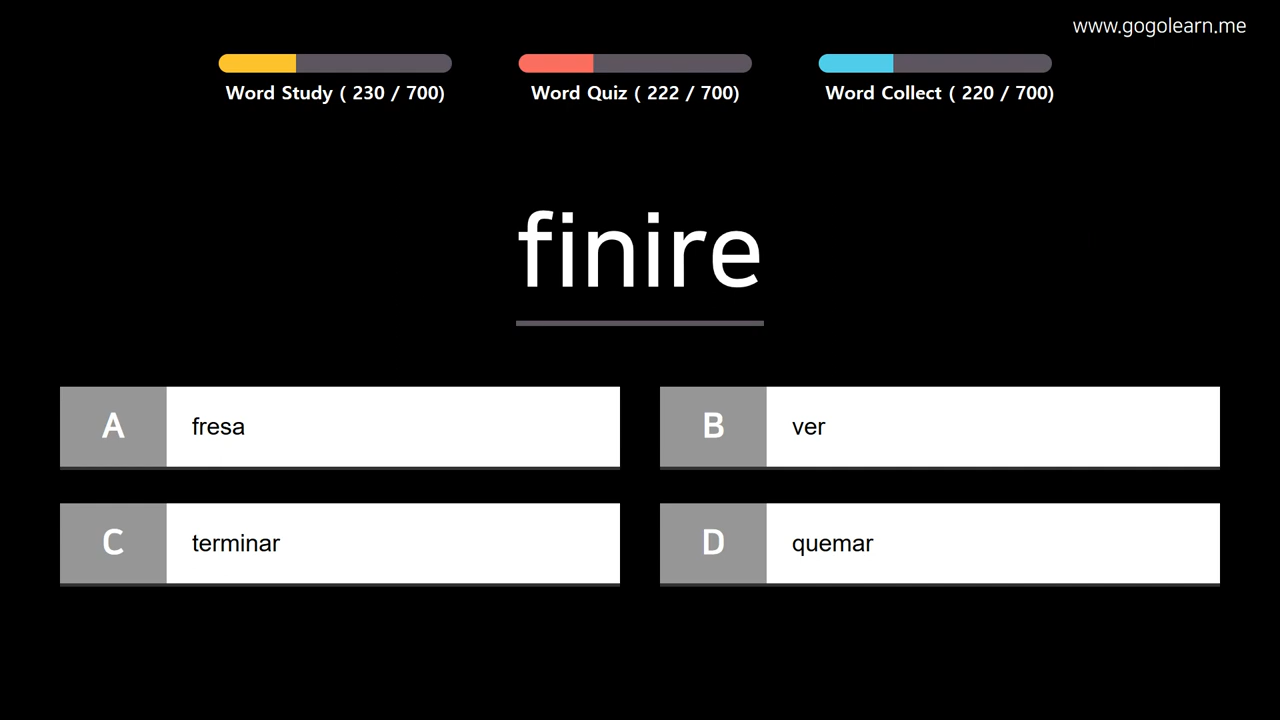 www.gogolearn.me
Word Study ( 230 / 700)
Word Quiz ( 222 / 700)
Word Collect ( 220 / 700)
finire
A fresa
B ver
C terminar
D quemar